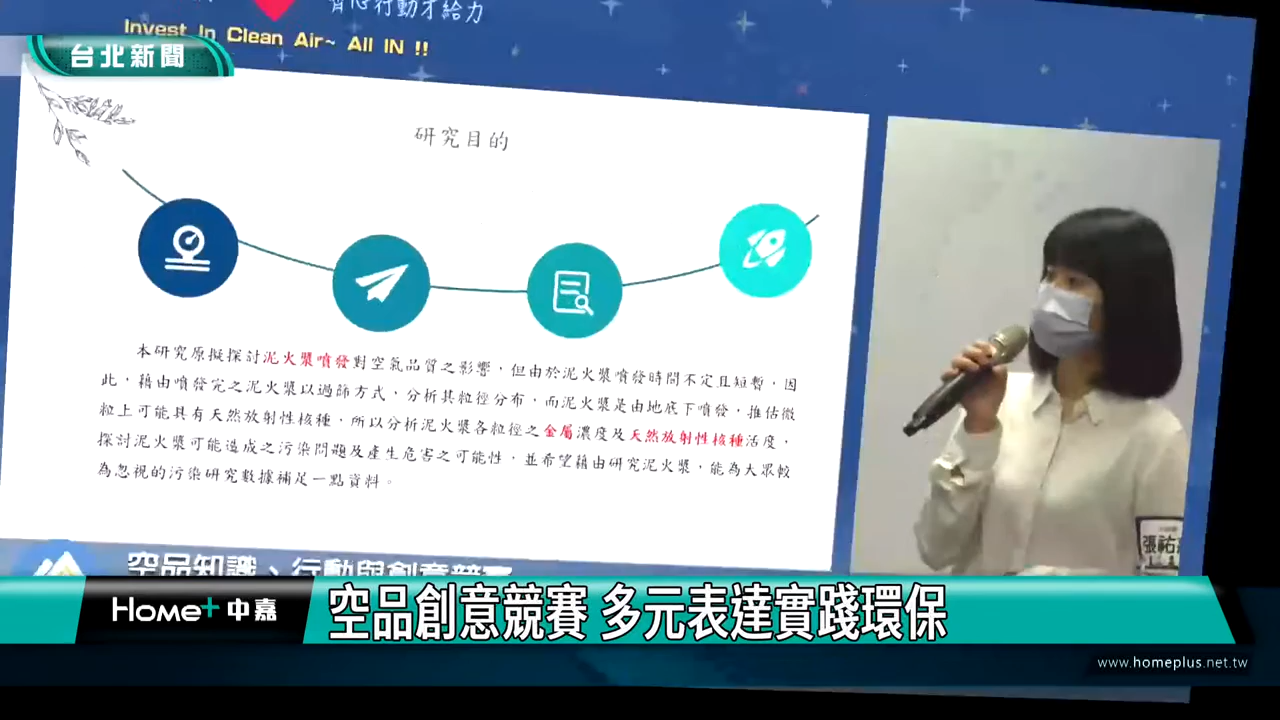 齊心行動才給力
Invest In Clean Air~ All IN !!
台北新聞
研究目的
本研究原擬探討泥火漿噴發對空氣品質之影響，但由於泥火漿噴發時間不定且短暫，因
此，藉由噴發完之泥火漿以過篩方式，分析其粒徑分布，而泥火漿是由地底下噴發，推估微
粒上可能具有天然放射性核種，所以分析泥火漿各粒徑之金屬濃度及天然放射性核種活度，
探討泥火漿可能造成之污染問題及產生危害之可能性，並希望藉由研究泥火漿，能為大眾較
為忽視的污染研究數據補足一點資料。
張祐
空品知識、行動與創意競賽
Home+ 中嘉
空品創意競賽 多元表達實踐環保
www.homeplus.net.tw